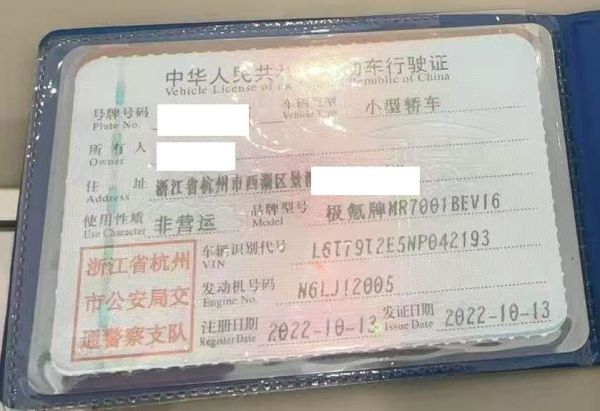 中华人民共 动车行驶证
Vehicle License of epublic of China
号牌号码 车辆类型 小型轿车
Plate No. Vehicle Type
所有人
Owner
住 址 浙江省杭州市西湖区景
Address
使用性质 非营运 品牌型号 极氪牌MR7001BEV16
Use Character Model
浙江省杭州
市公安局交
通警察支队
车辆识别代号 L6T79T2E5NP042193
VIN
发动机号码 N6LJ12005
Engine No.
注册日期 2022-10-13 发证日期 2022-10-13
Register Date Issue Date